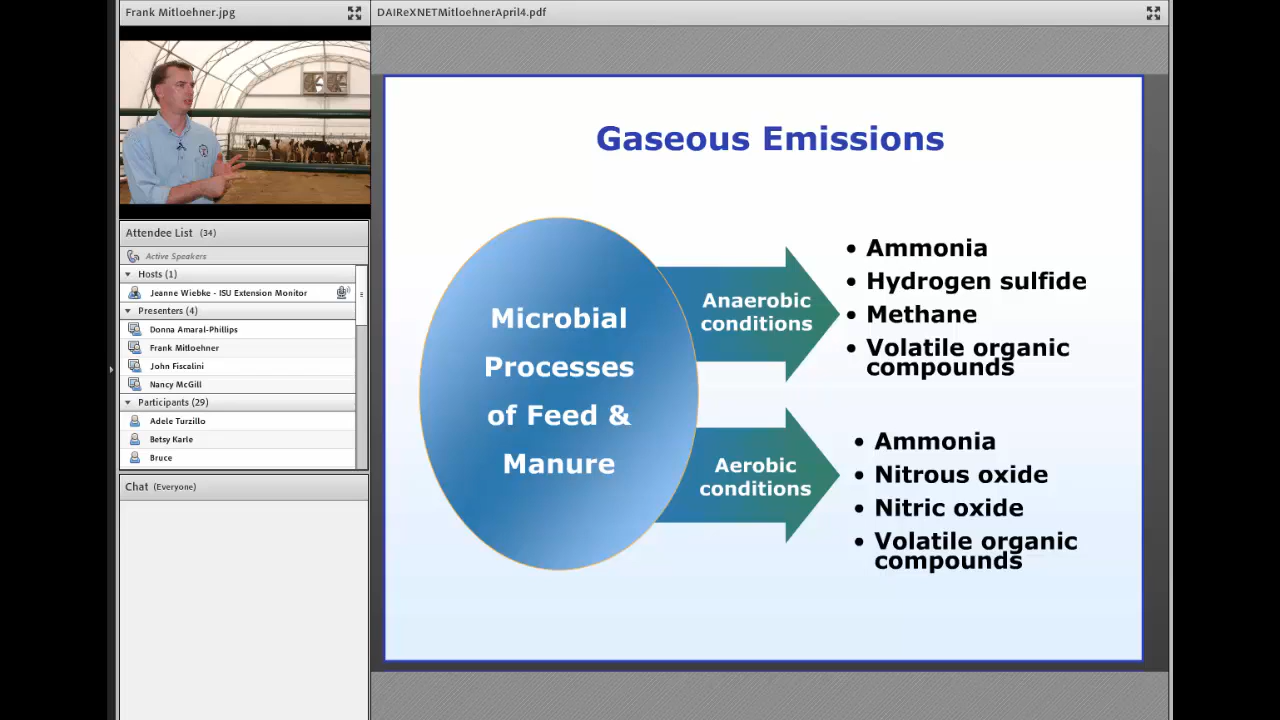 Frank Mitloehner.jpg
Attendee List (34)
Active Speakers
Hosts (1)
Jeanne Wiebke - ISU Extension Monitor
Presenters (4)
Donna Amaral-Phillips
Frank Mitloehner
John Fiscalini
Nancy McGill
Participants (29)
Adele Turzillo
Betsy Karle
Bruce
Chat (Everyone)
DAIReXNETMitloehnerApril4.pdf
Gaseous Emissions
Microbial
Processes
of Feed &
Manure
Anaerobic
conditions
• Ammonia
• Hydrogen sulfide
• Methane
• Volatile organic
compounds
Aerobic
conditions
• Ammonia
• Nitrous oxide
• Nitric oxide
• Volatile organic
compounds